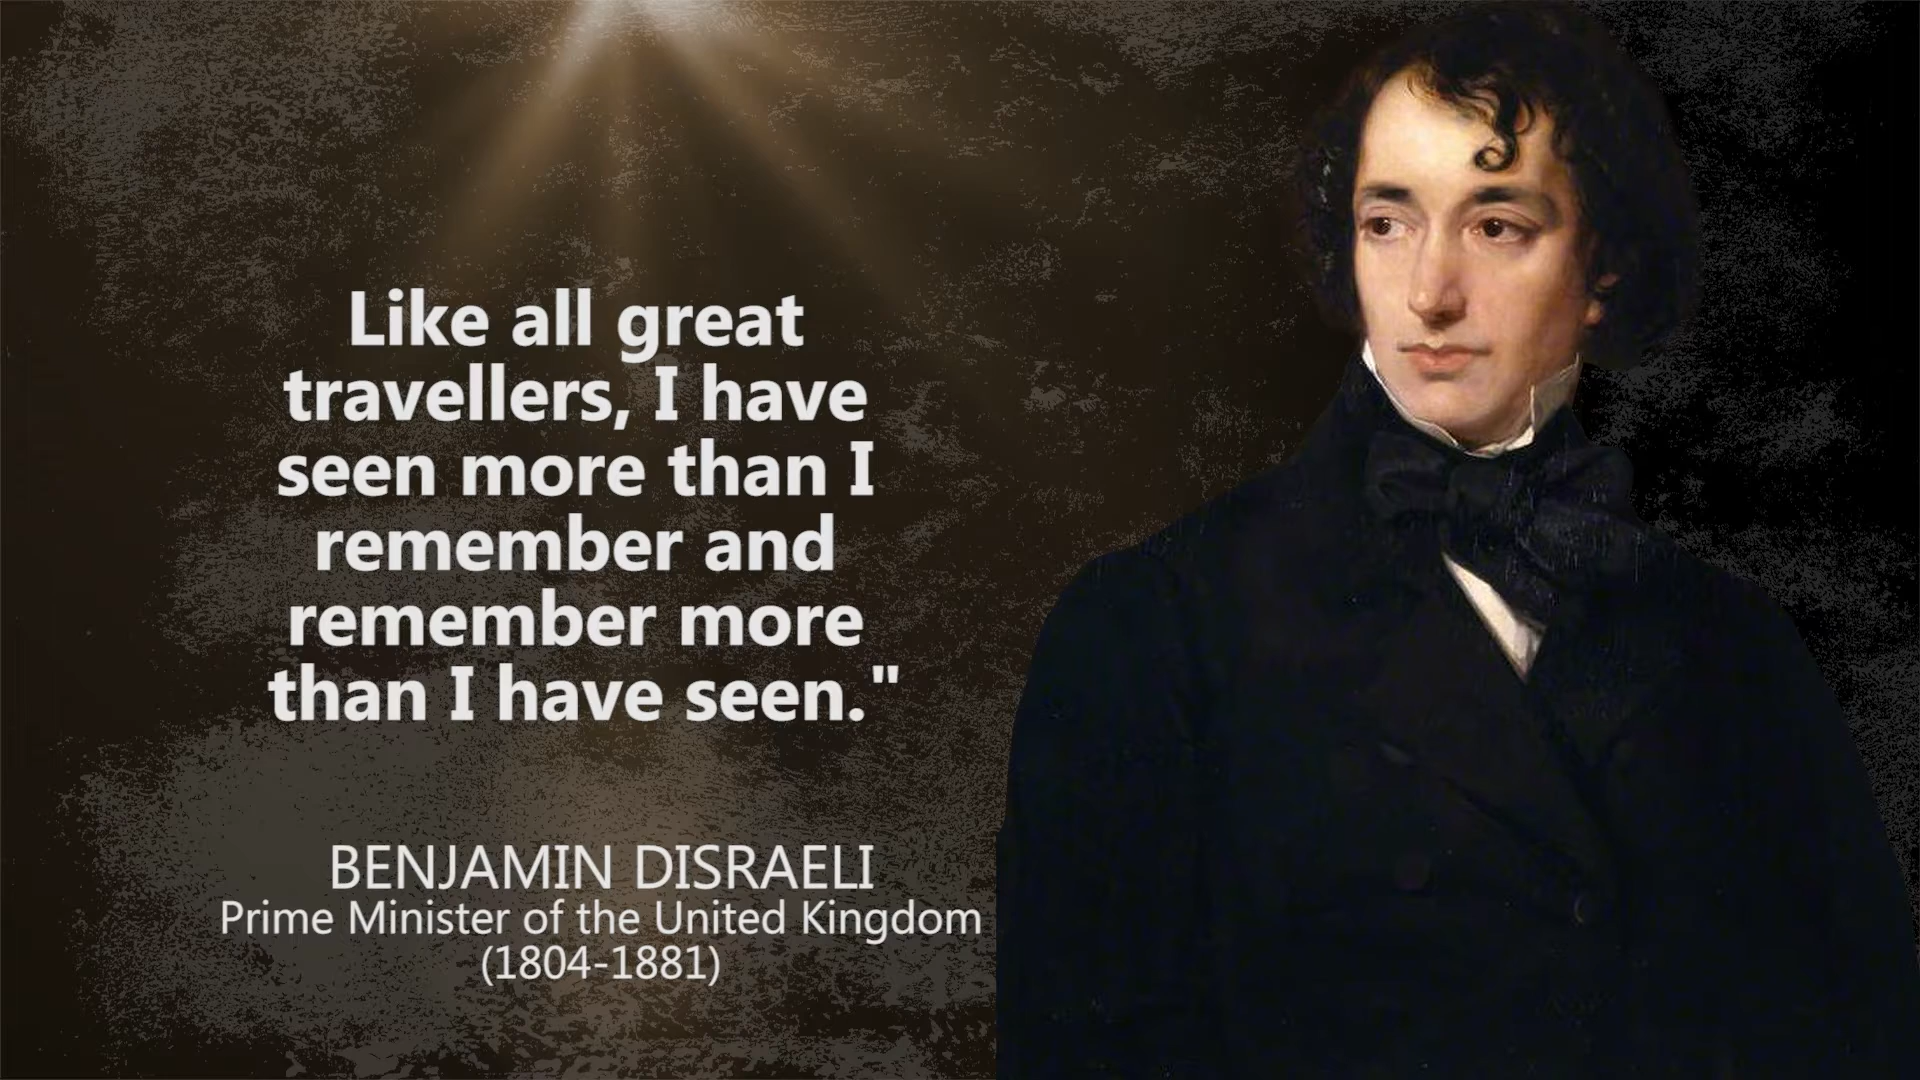 Like all great
travellers, I have
seen more than I
remember and
remember more
than I have seen."
BENJAMIN DISRAELI
Prime Minister of the United Kingdom
(1804-1881)